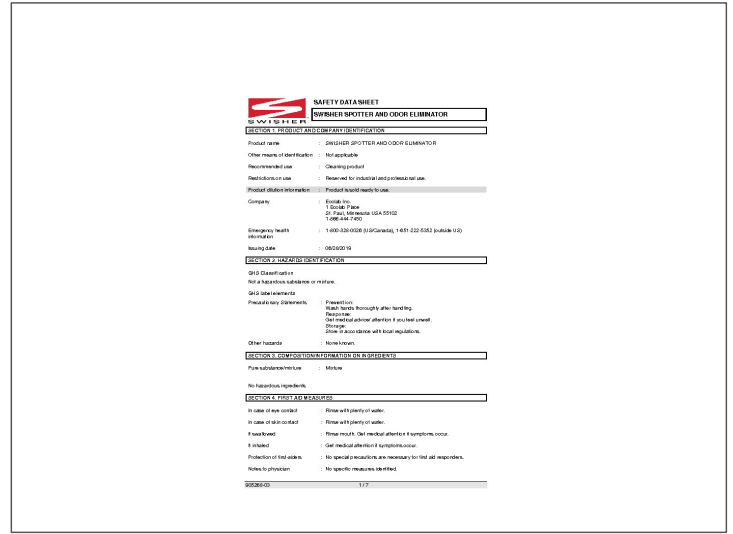 SAFETY DATA SHEET
SWISHER SPOTTER AND ODOR ELIMINATOR
SWISHER
SECTION 1. PRODUCT AND COMPANY IDENTIFICATION
Product name : SWISHER SPOTTER AND ODOR ELIMINATOR
Other means of identification : Not applicable
Recommended use : Cleaning product
Restrictions on use : Reserved for industrial and professional use.
Product dilution information : Product is sold ready to use.
Company : Ecolab Inc.
1 Ecolab Place
St. Paul, Minnesota USA 55102
1-866-444-7450
Emergency health information : 1-800-328-0026 (US/Canada), 1-651-222-5352 (outside US)
Issuing date : 06/28/2019
SECTION 2. HAZARDS IDENTIFICATION
GHS Classification
Not a hazardous substance or mixture.
GHS label elements
Precautionary Statements : Prevention:
Wash hands thoroughly after handling.
Response:
Get medical advice/ attention if you feel unwell.
Storage:
Store in accordance with local regulations.
Other hazards : None known.
SECTION 3. COMPOSITION/INFORMATION ON INGREDIENTS
Pure substance/mixture : Mixture
No hazardous ingredients
SECTION 4. FIRST AID MEASURES
In case of eye contact : Rinse with plenty of water.
In case of skin contact : Rinse with plenty of water.
If swallowed : Rinse mouth. Get medical attention if symptoms occur.
If inhaled : Get medical attention if symptoms occur.
Protection of first-aiders : No special precautions are necessary for first aid responders.
Notes to physician : No specific measures identified.
1 / 7